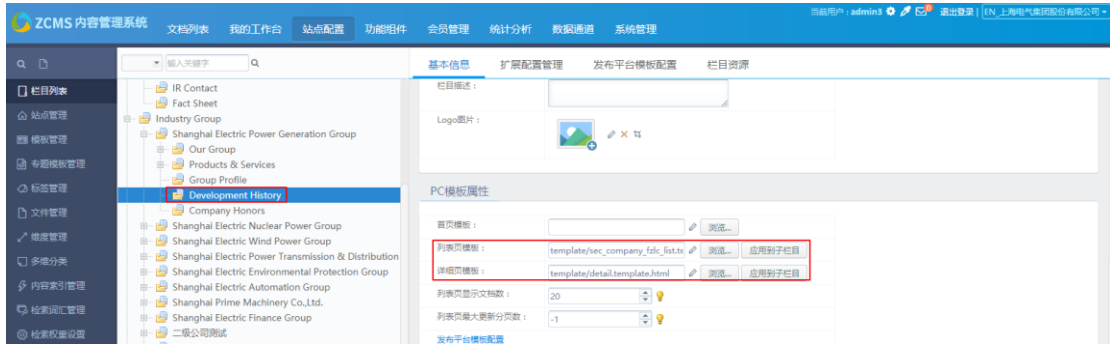 当前用户：admin3 0 退出登录 | EN_上海电气集团股份有限公司
ZCMS 内容管理系统 文档列表 我的工作台 站点配置 功能组件 会员管理 统计分析 数据通道 系统管理
输入关键字
基本信息 扩展配置管理 发布平台模板配置 栏目资源
栏目列表
站点管理
模板管理
专题模板管理
标签管理
文件管理
维度管理
多维分类
内容索引管理
检索词汇管理
检索权重设置
IR Contact
Fact Sheet
Industry Group
Shanghai Electric Power Generation Group
Our Group
Products & Services
Group Profile
Development History
Company Honors
Shanghai Electric Nuclear Power Group
Shanghai Electric Wind Power Group
Shanghai Electric Power Transmission & Distribution
Shanghai Electric Environmental Protection Group
Shanghai Electric Automation Group
Shanghai Prime Machinery Co.,Ltd.
Shanghai Electric Finance Group
二级公司测试
栏目描述：
Logo图片：
PC模板属性
首页模板： 浏览...
列表页模板： template/sec_company_fzlc_list.te 浏览... 应用到子栏目
详细页模板： template/detail.template.html 浏览... 应用到子栏目
列表页显示文档数： 20
列表页最大更新分页数： -1
发布平台模板配置